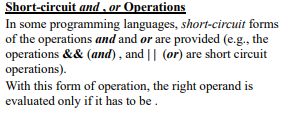 Short-circuit and , or Operations
In some programming languages, short-circuit forms
of the operations and and or are provided (e.g., the
operations && (and) , and || (or) are short circuit
operations).
With this form of operation, the right operand is
evaluated only if it has to be .